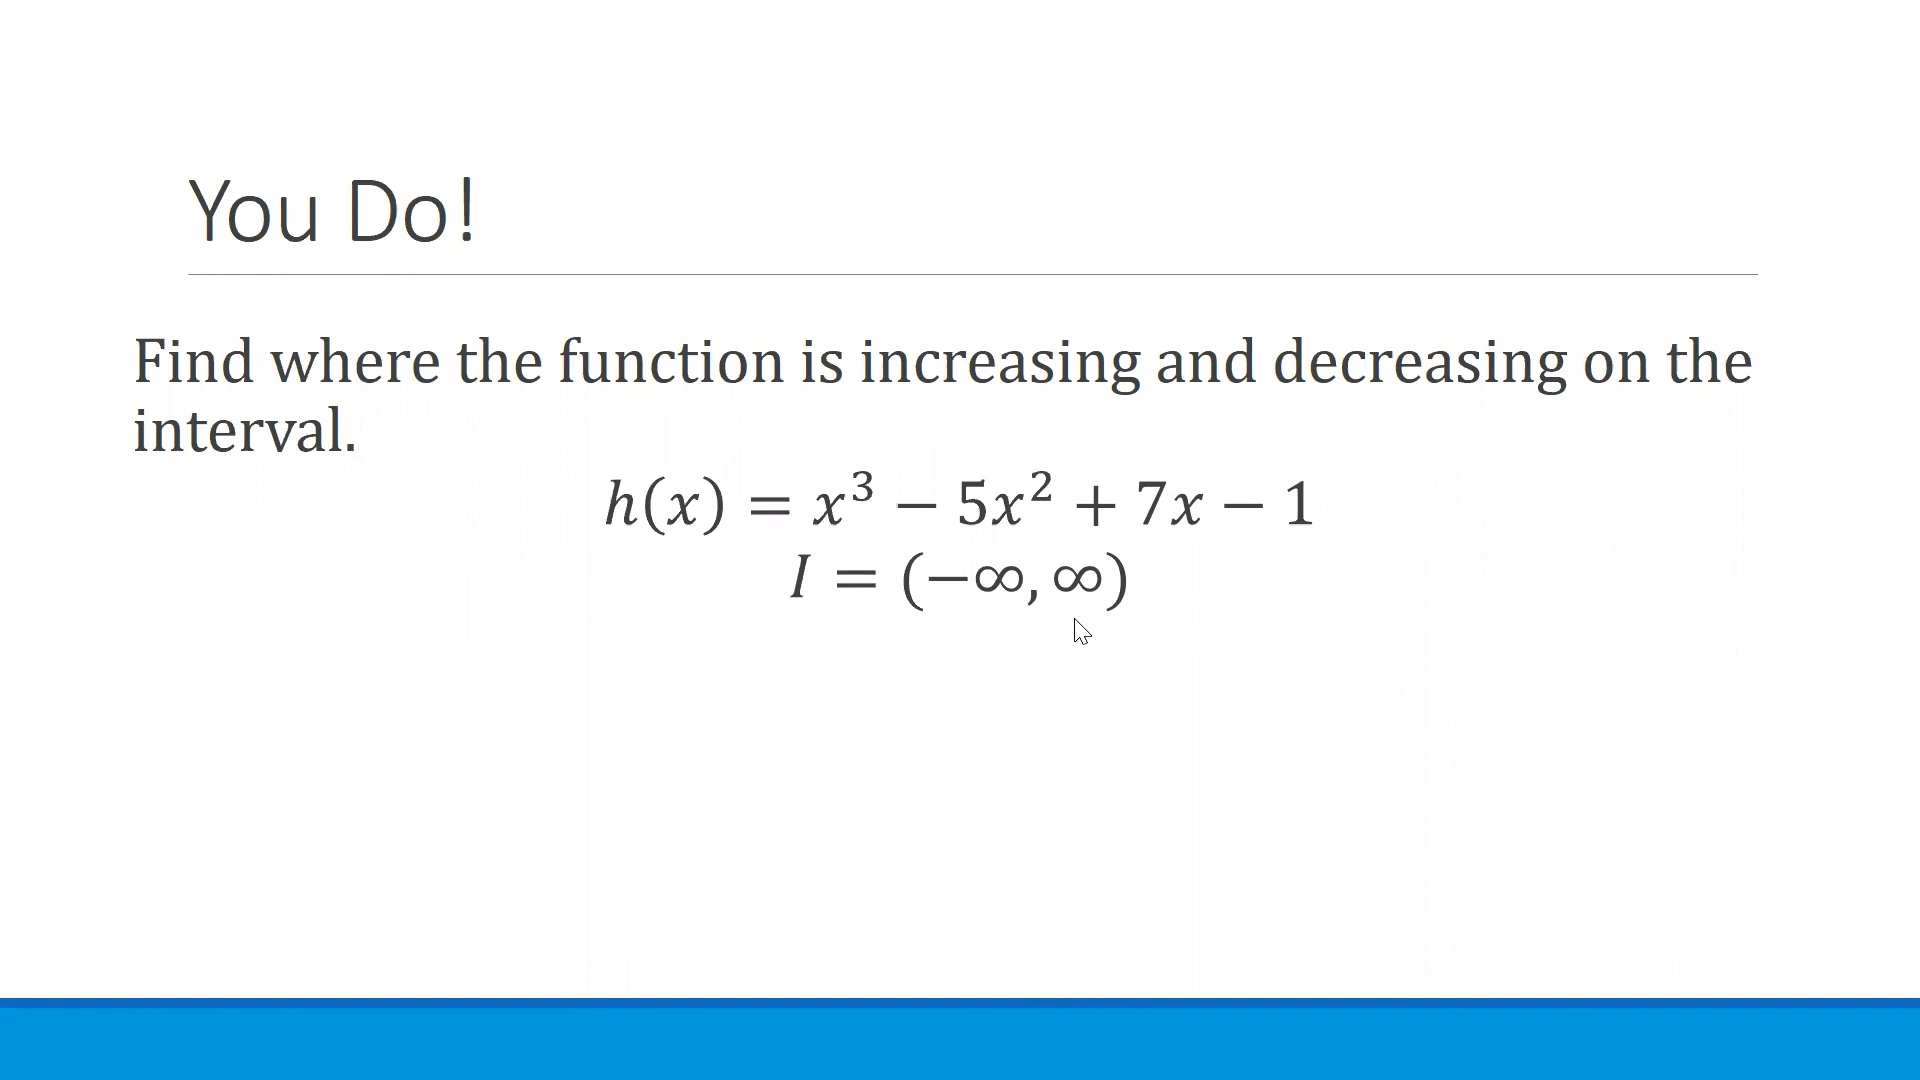 You Do!
Find where the function is increasing and decreasing on the
interval.
h(x) = x³ − 5x² + 7x − 1
I = (−∞, ∞)